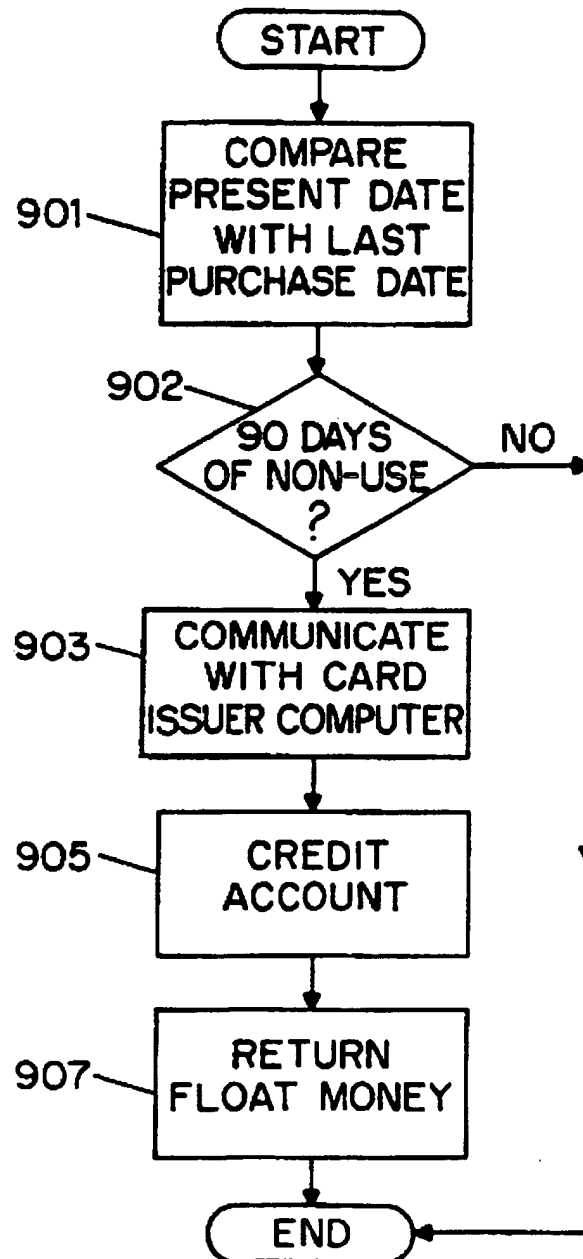 START
901
COMPARE
PRESENT DATE
WITH LAST
PURCHASE DATE
902
90 DAYS
OF NON-USE
?
NO
YES
903
COMMUNICATE
WITH CARD
ISSUER COMPUTER
905
CREDIT
ACCOUNT
907
RETURN
FLOAT MONEY
END